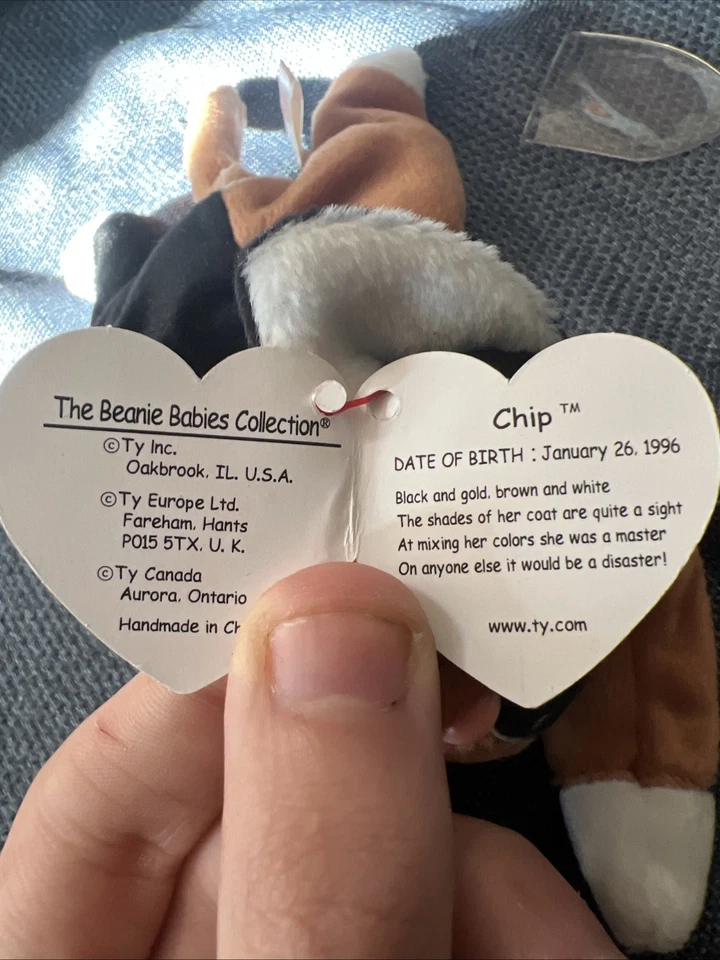 The Beanie Babies Collection®
©Ty Inc.
Oakbrook, IL. U.S.A.
©Ty Europe Ltd.
Fareham, Hants
PO15 5TX, U. K.
©Ty Canada
Aurora, Ontario
Handmade in
Chip ™
DATE OF BIRTH : January 26, 1996
Black and gold, brown and white
The shades of her coat are quite a sight
At mixing her colors she was a master
On anyone else it would be a disaster!
www.ty.com